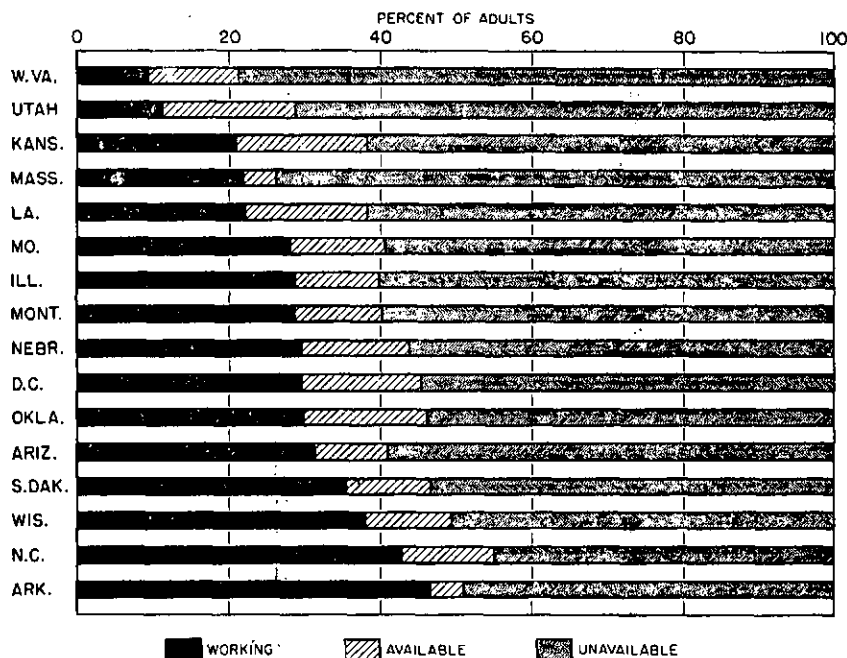 PERCENT OF ADULTS
0 20 40 60 80 100
W.VA.
UTAH
KANS.
MASS.
LA.
MO.
ILL.
MONT.
NEBR.
D.C.
OKLA.
ARIZ.
S.DAK.
WIS.
N.C.
ARK.
WORKING AVAILABLE UNAVAILABLE